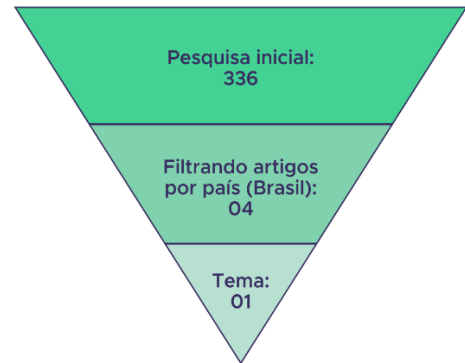 Pesquisa inicial:
336
Filtrando artigos
por país (Brasil):
04
Tema:
01